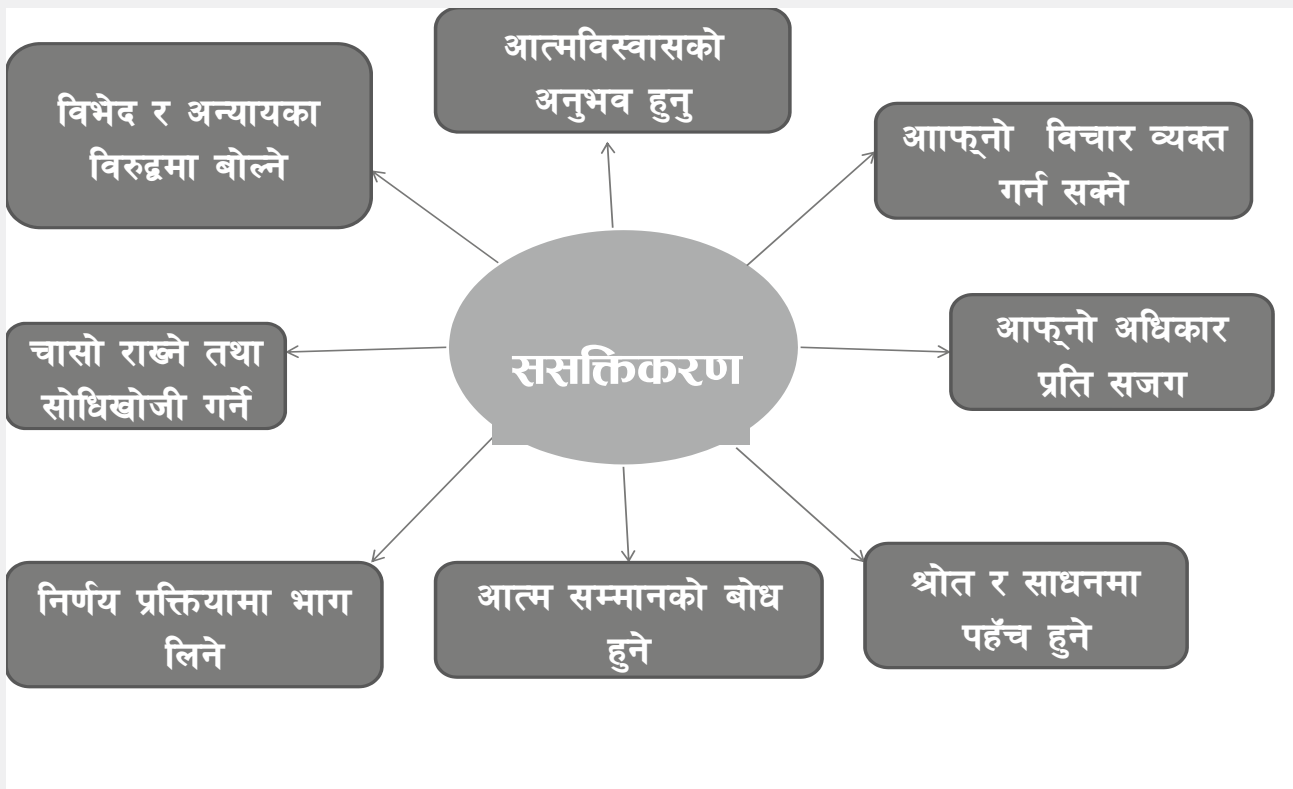 आत्मविस्वासको
अनुभव हुनु
विभेद र अन्यायका
विरुद्वमा बोल्ने
आाफ्नो विचार व्यक्त
गर्न सक्ने
चासो राख्ने तथा
सोधिखोजी गर्ने
ससक्तिकरण
आफ्नो अधिकार
प्रति सजग
निर्णय प्रक्तियामा भाग
लिने
आत्म सम्मानको बोध
हुने
श्रोत र साधनमा
पहॅच हुने